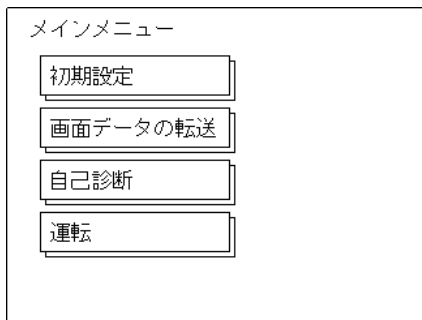 メインメニュー
初期設定
画面データの転送
自己診断
運転